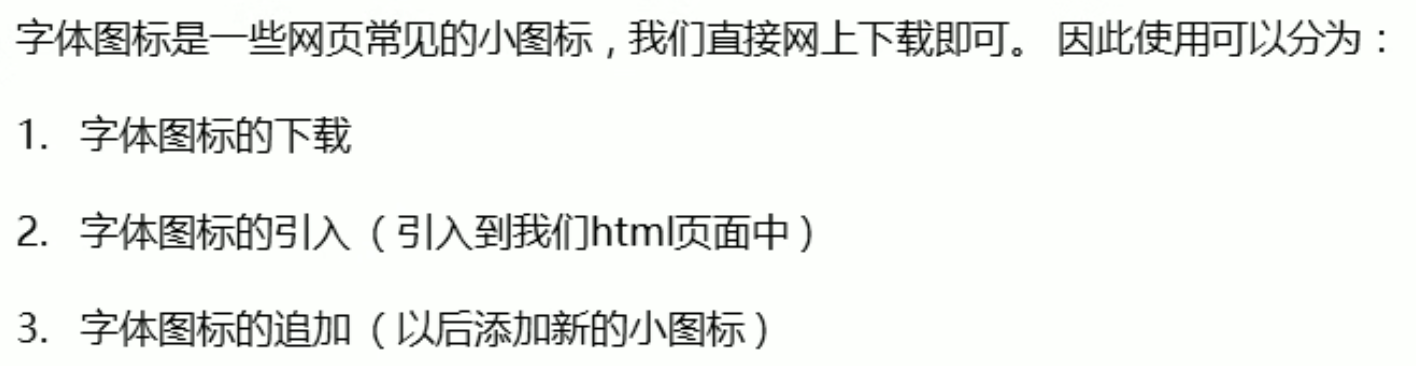 字体图标是一些网页常见的小图标，我们直接网上下载即可。 因此使用可以分为：
1. 字体图标的下载
2. 字体图标的引入（引入到我们html页面中）
3. 字体图标的追加（以后添加新的小图标）